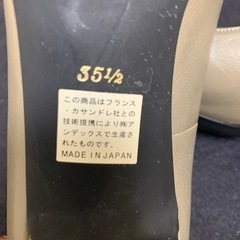 35½
この商品はフランス
・カサンドレ社との
技術提携により㈱ア
ンデックスで生産さ
れたものです。
MADE IN JAPAN